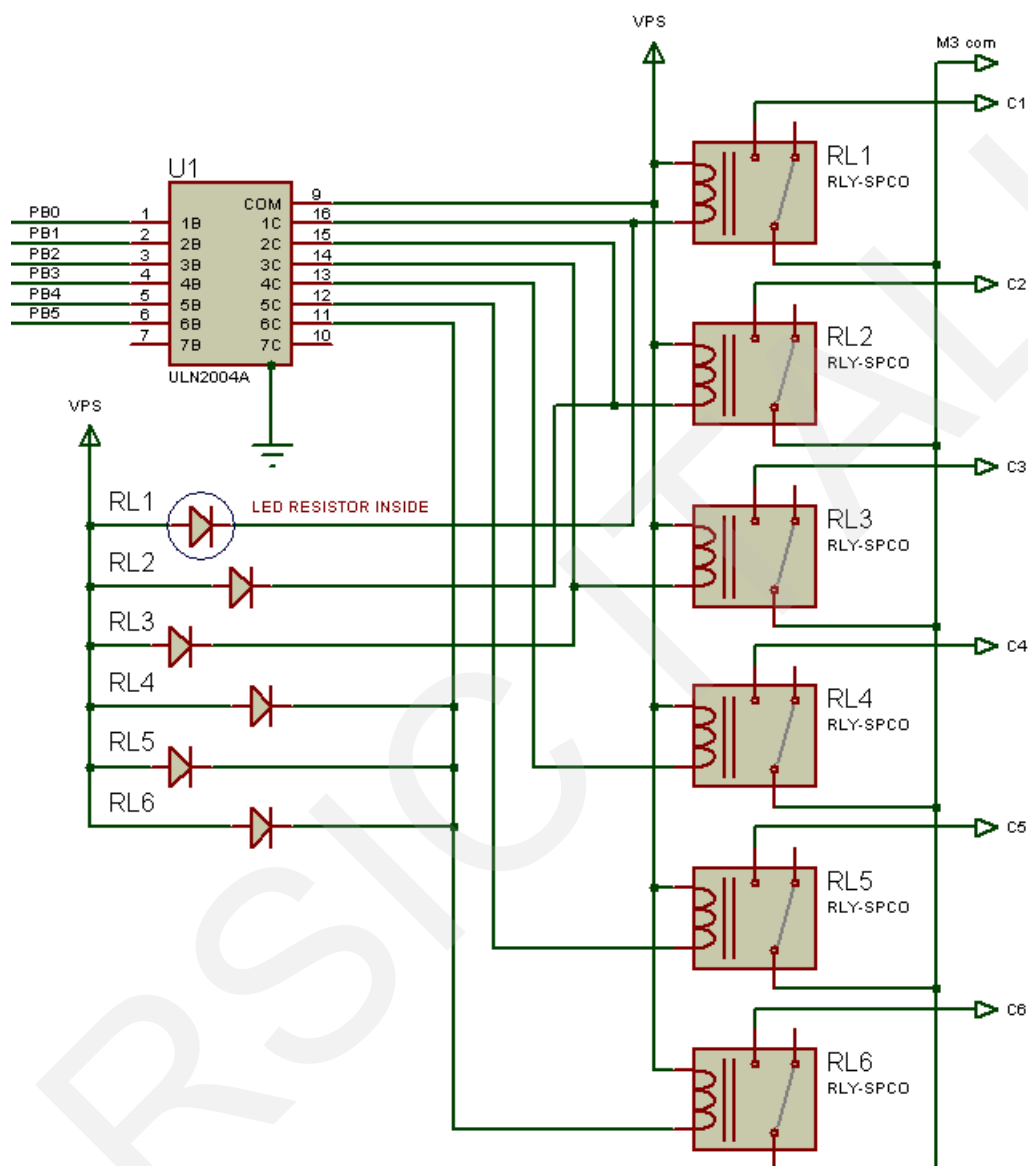 VPS
M3 com
C1
U1
RL1
RLY-SPCO
PB0 1 1B COM 9
PB1 2 2B 1C 16
PB2 3 3B 2C 15
PB3 4 4B 3C 14
PB4 5 5B 4C 13
PB5 6 6B 5C 12
7 7B 6C 11
7C 10
ULN2004A
C2
RL2
RLY-SPCO
VPS
RL1
LED RESISTOR INSIDE
RL2
RL3
RL4
RL5
RL6
C3
RL3
RLY-SPCO
C4
RL4
RLY-SPCO
C5
RL5
RLY-SPCO
C6
RL6
RLY-SPCO
RSIC ITAL